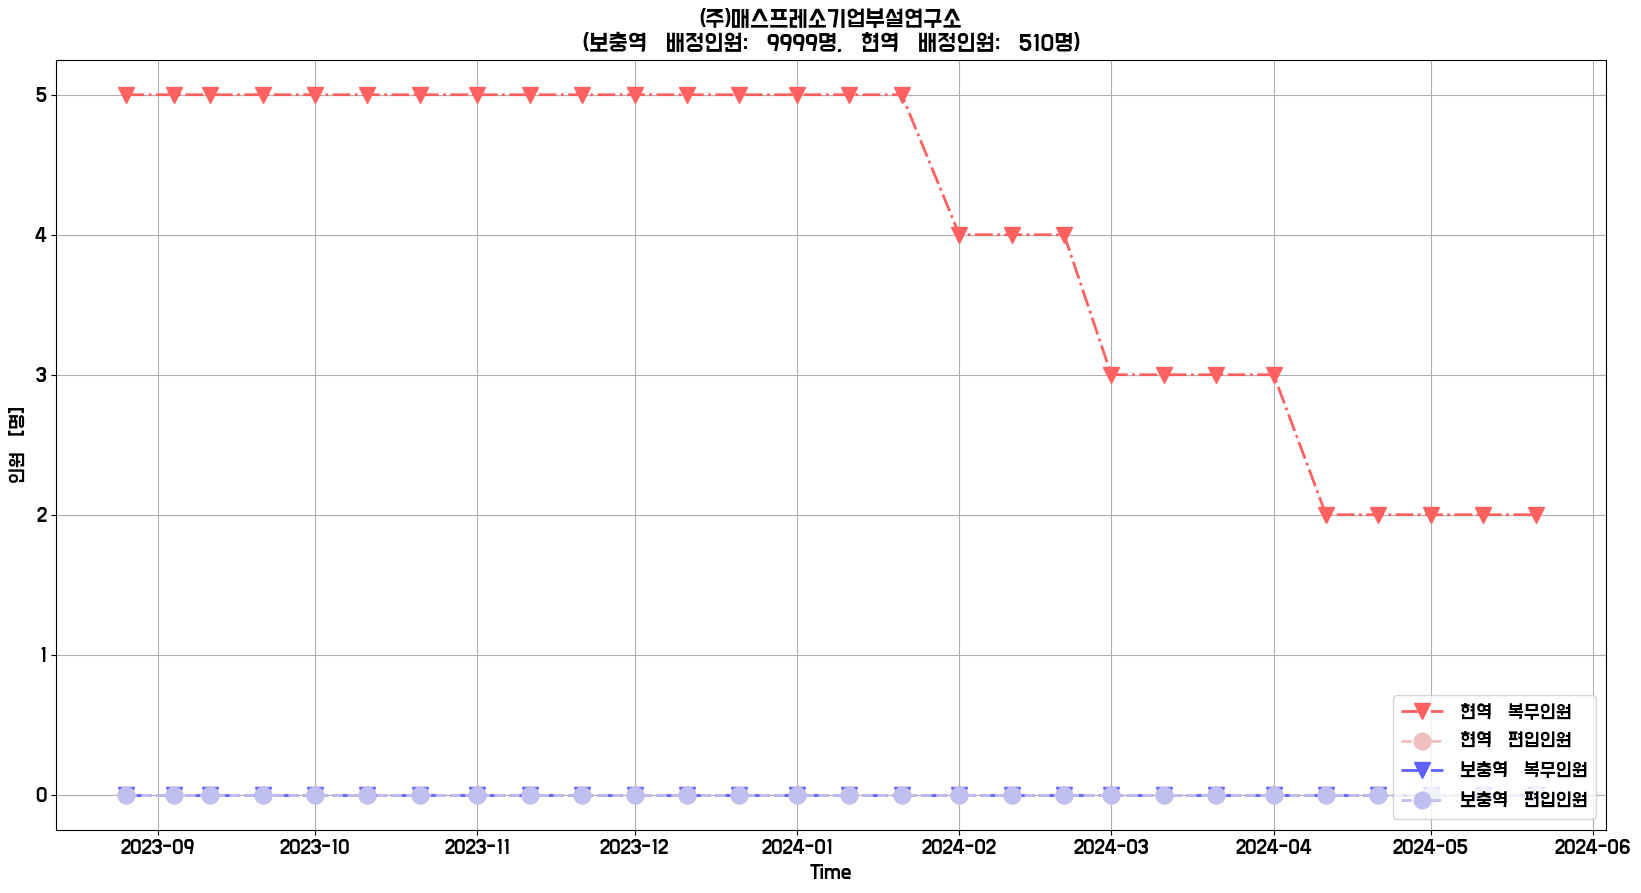 (주)매스프레소기업부설연구소
(보충역 배정인원: 9999명, 현역 배정인원: 510명)
5
4
3
2
1
0
인원 [명]
2023-09 2023-10 2023-11 2023-12 2024-01 2024-02 2024-03 2024-04 2024-05 2024-06
Time
현역 복무인원
현역 편입인원
보충역 복무인원
보충역 편입인원